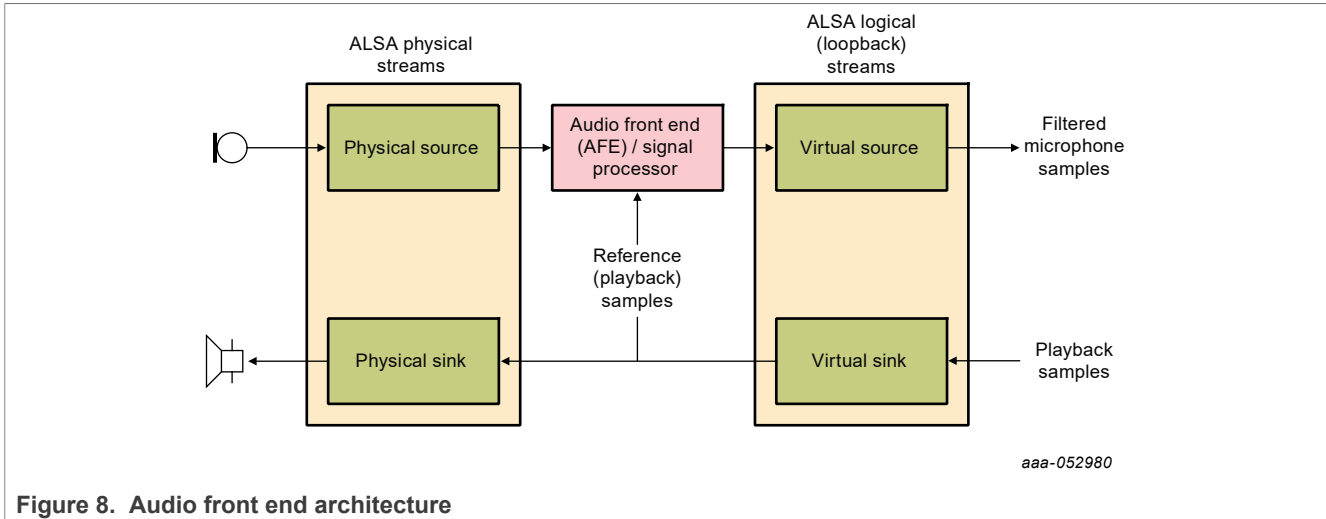 ALSA physical
streams
ALSA logical
(loopback)
streams
Physical source
Audio front end
(AFE) / signal
processor
Virtual source
Filtered
microphone
samples
Reference
(playback)
samples
Physical sink
Virtual sink
Playback
samples
aaa-052980
Figure 8. Audio front end architecture